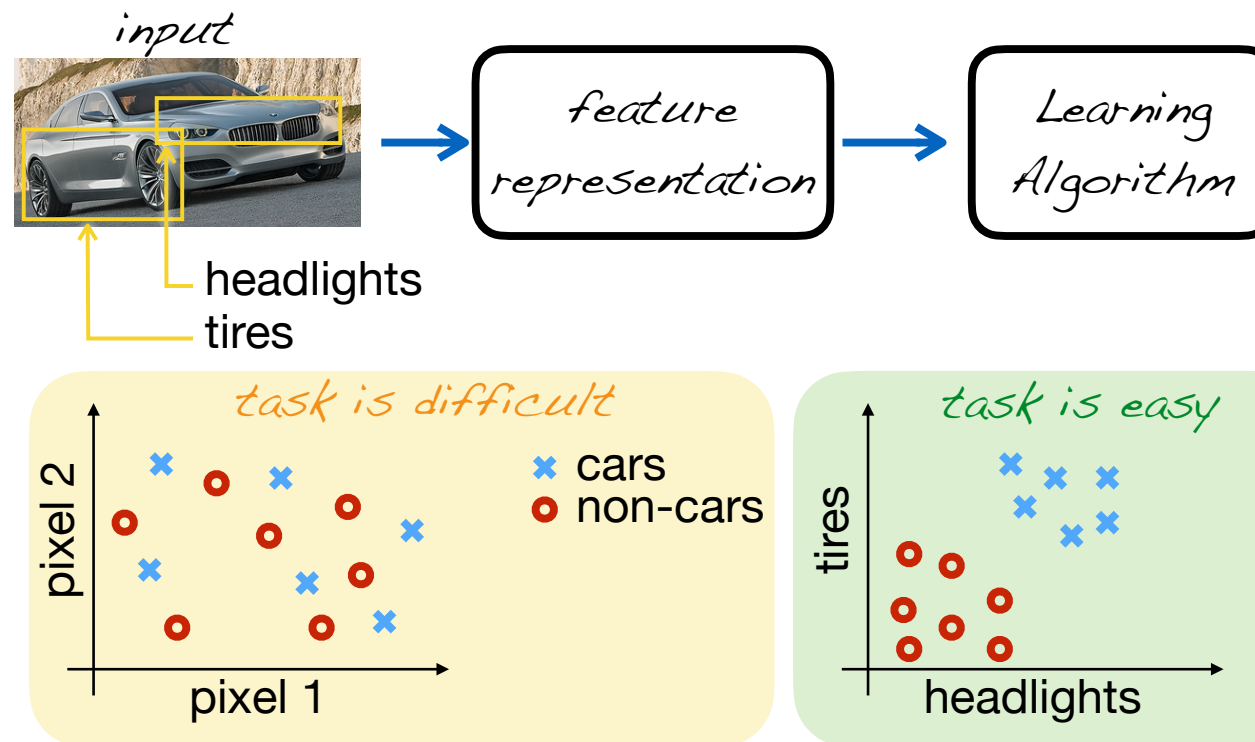 input
feature
representation
Learning
Algorithm
headlights
tires
task is difficult
pixel 2
cars
non-cars
pixel 1
task is easy
tires
headlights